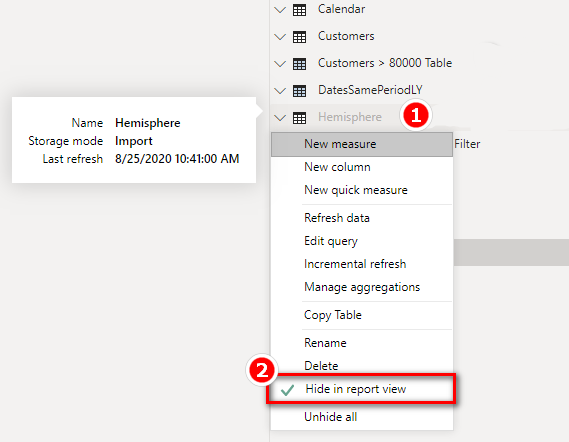 Calendar
Customers
Customers > 80000 Table
DatesSamePeriodLY
Hemisphere
1
Name Hemisphere
Storage mode Import
Last refresh 8/25/2020 10:41:00 AM
New measure
Filter
New column
New quick measure
Refresh data
Edit query
Incremental refresh
Manage aggregations
Copy Table
Rename
Delete
2
Hide in report view
Unhide all